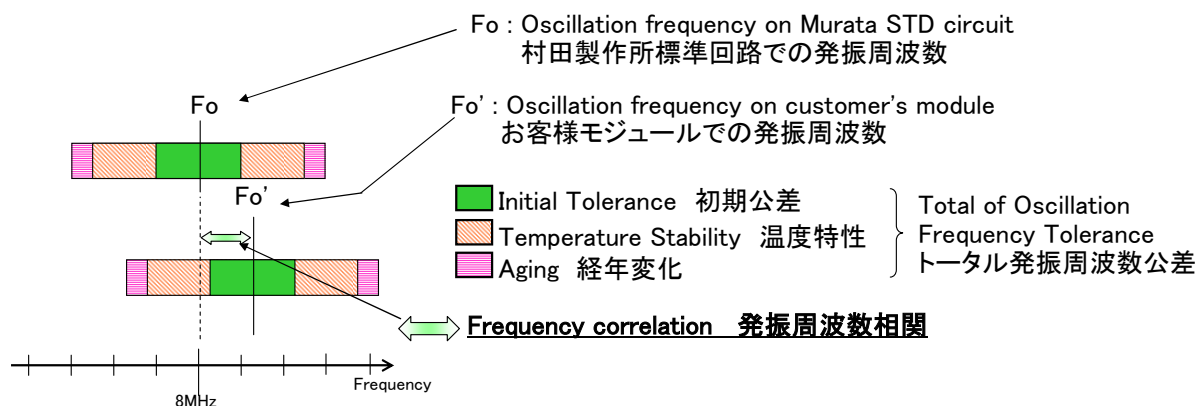 Fo : Oscillation frequency on Murata STD circuit
村田製作所標準回路での発振周波数
Fo
Fo' : Oscillation frequency on customer's module
お客様モジュールでの発振周波数
Fo'
Initial Tolerance 初期公差
Temperature Stability 温度特性
Aging 経年変化
Total of Oscillation
Frequency Tolerance
トータル発振周波数公差
Frequency correlation 発振周波数相関
Frequency
8MHz